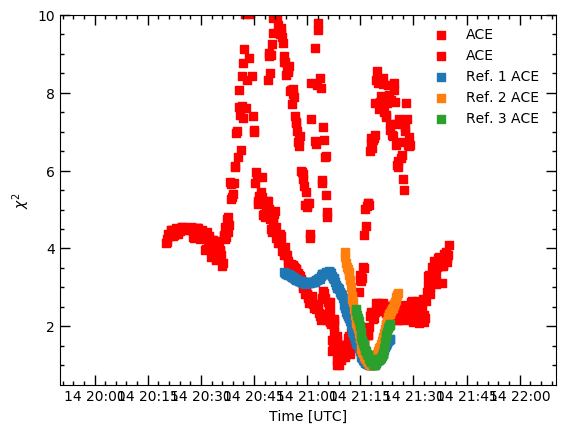 10
8
6
4
2
χ²
ACE
ACE
Ref. 1 ACE
Ref. 2 ACE
Ref. 3 ACE
14 20:00 14 20:15 14 20:30 14 20:45 14 21:00 14 21:15 14 21:30 14 21:45 14 22:00
Time [UTC]